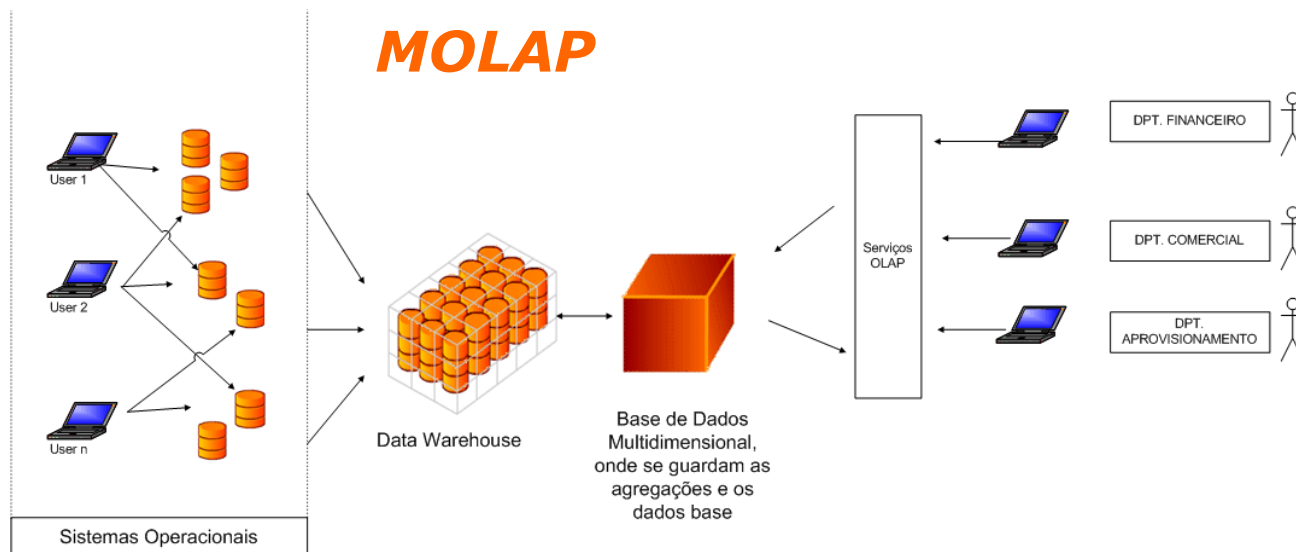 MOLAP
User 1
User 2
User n
Sistemas Operacionais
Data Warehouse
Base de Dados
Multidimensional,
onde se guardam as
agregações e os
dados base
Serviços
OLAP
DPT. FINANCEIRO
DPT. COMERCIAL
DPT.
APROVISIONAMENTO